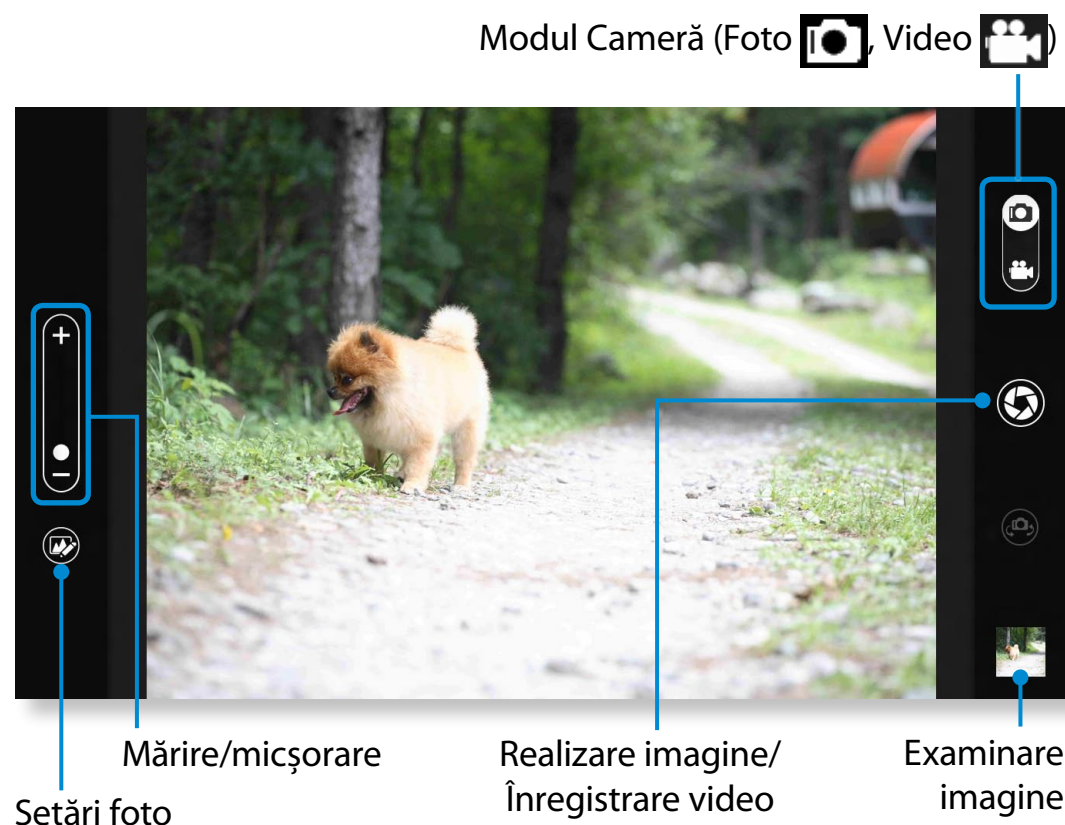 Modul Cameră (Foto , Video )
Mărire/micșorare
Setări foto
Realizare imagine/
Înregistrare video
Examinare
imagine